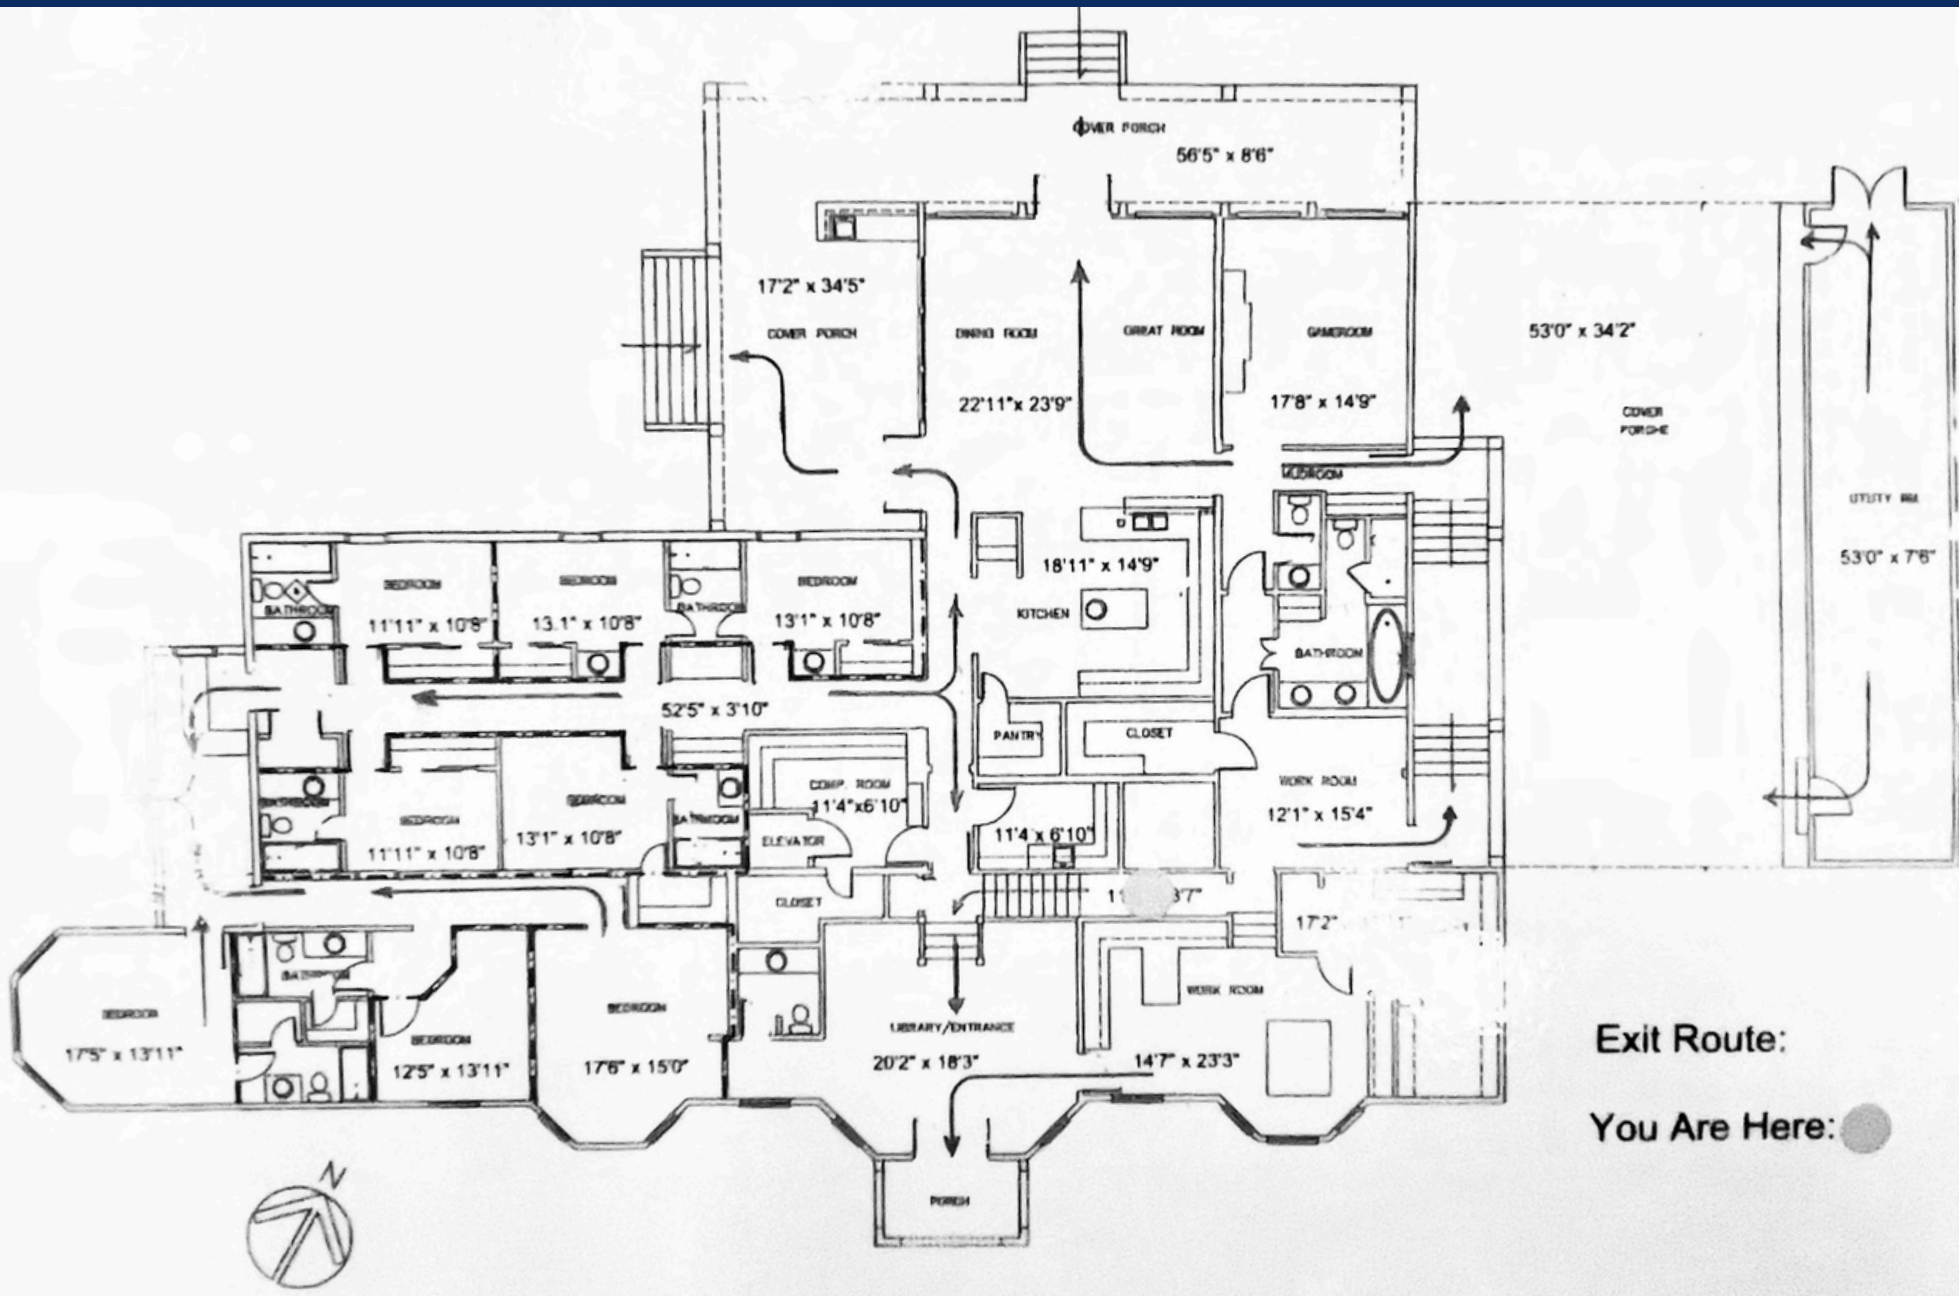 COVER PORCH
56'5" x 8'6"
17'2" x 34'5"
COVER PORCH
DINING ROOM
GREAT ROOM
GAMEROOM
22'11" x 23'9"
17'8" x 14'9"
53'0" x 34'2"
COVER
PORCHE
MUDROOM
UTLITY RM.
53'0" x 7'6"
BEDROOM
11'11" x 10'8"
BEDROOM
13.1" x 10'8"
BATHROOM
BEDROOM
13'1" x 10'8"
BATHROOM
18'11" x 14'9"
KITCHEN
BATHROOM
52'5" x 3'10"
PANTRY
CLOSET
COMP. ROOM
11'4"x6'10"
ELEVATOR
WORK ROOM
12'1" x 15'4"
11'4 x 6'10"
BATHROOM
BEDROOM
11'11" x 10'8"
BEDROOM
13'1" x 10'8"
BATHROOM
CLOSET
17'2"
BEDROOM
17'5" x 13'11"
BATHROOM
BEDROOM
12'5" x 13'11"
BEDROOM
17'6" x 15'0"
LIBRARY/ENTRANCE
20'2" x 18'3"
WORK ROOM
14'7" x 23'3"
PORCH
N
Exit Route:
You Are Here: